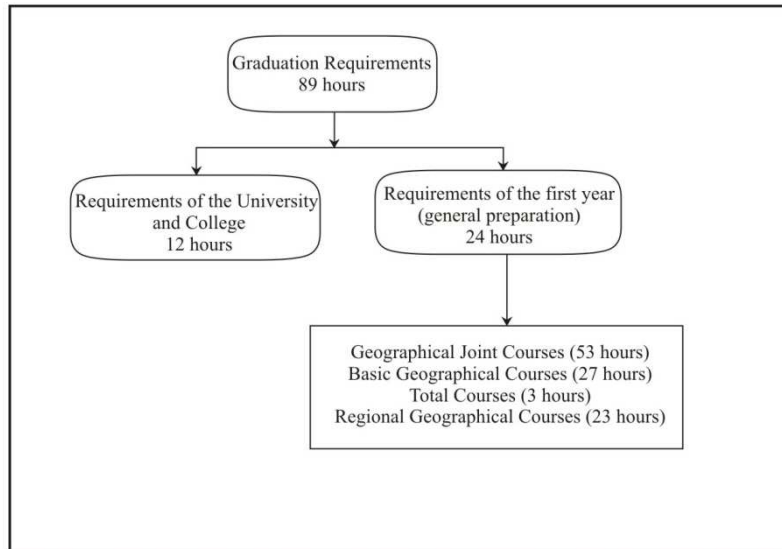 Graduation Requirements
89 hours
Requirements of the University
and College
12 hours
Requirements of the first year
(general preparation)
24 hours
Geographical Joint Courses (53 hours)
Basic Geographical Courses (27 hours)
Total Courses (3 hours)
Regional Geographical Courses (23 hours)